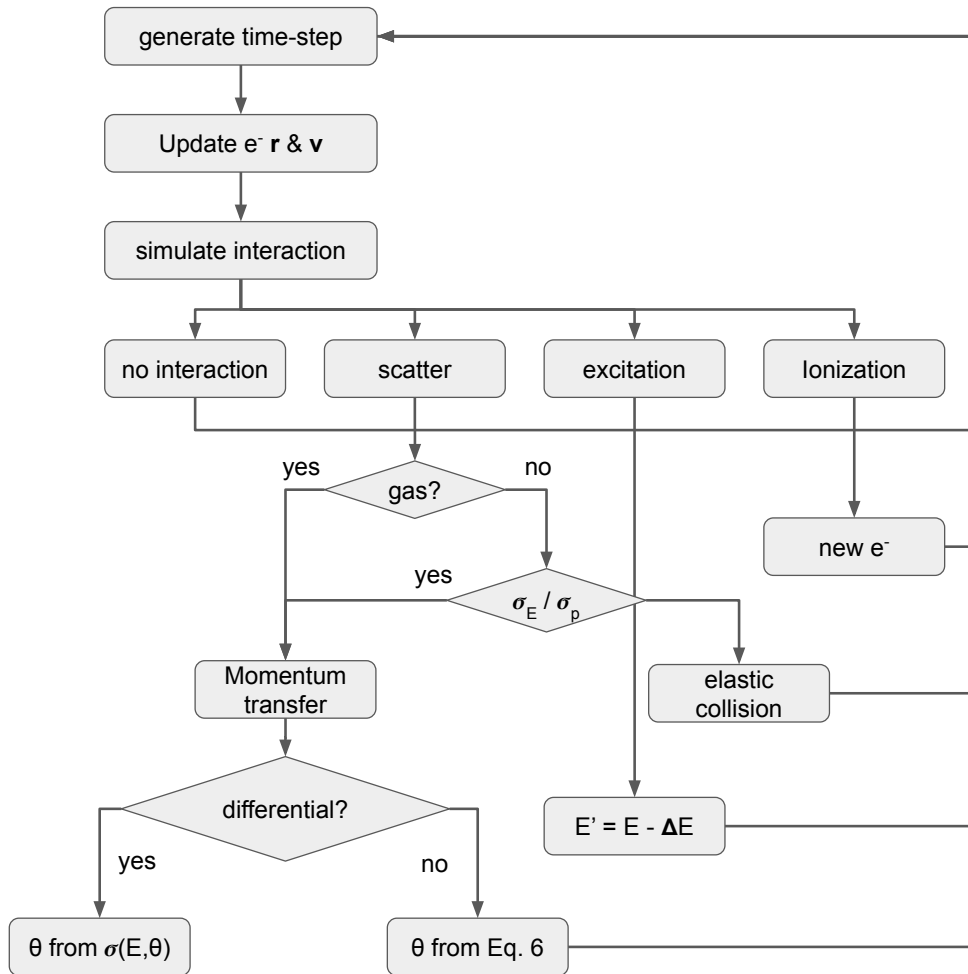 generate time-step
Update e⁻ r & v
simulate interaction
no interaction
scatter
excitation
Ionization
yes
no
gas?
new e⁻
yes
σ_E / σ_p
Momentum
transfer
elastic
collision
differential?
E’ = E - ΔE
yes
no
θ from σ(E,θ)
θ from Eq. 6